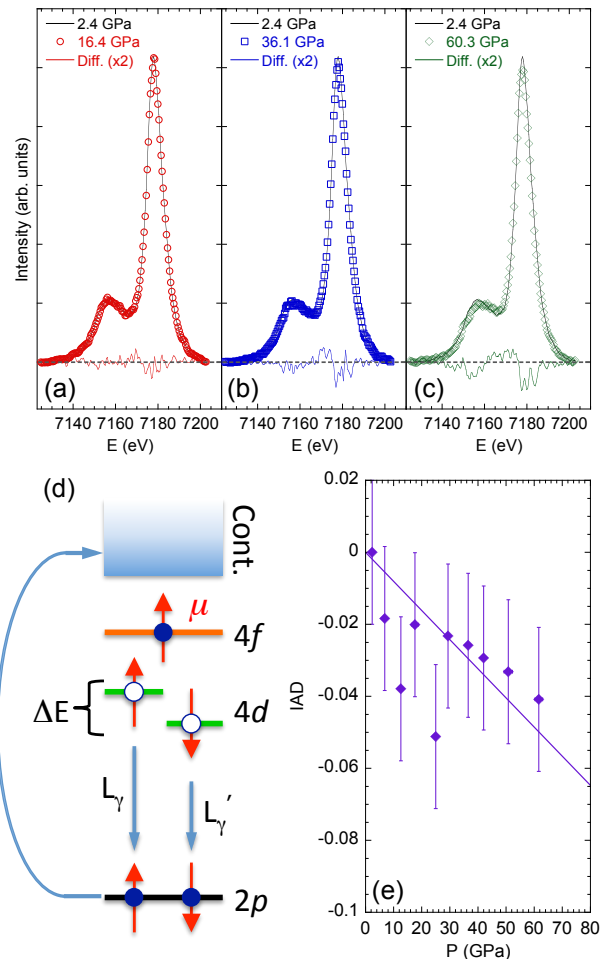 2.4 GPa
16.4 GPa
Diff. (x2)
2.4 GPa
36.1 GPa
Diff. (x2)
2.4 GPa
60.3 GPa
Diff. (x2)
Intensity (arb. units)
(a)
(b)
(c)
7140 7160 7180 7200
7140 7160 7180 7200
7140 7160 7180 7200
E (eV)
E (eV)
E (eV)
(d)
Cont.
μ
4f
ΔE
4d
Lγ
Lγ′
2p
0.02
0
-0.02
-0.04
-0.06
-0.08
-0.1
IAD
(e)
0 10 20 30 40 50 60 70 80
P (GPa)